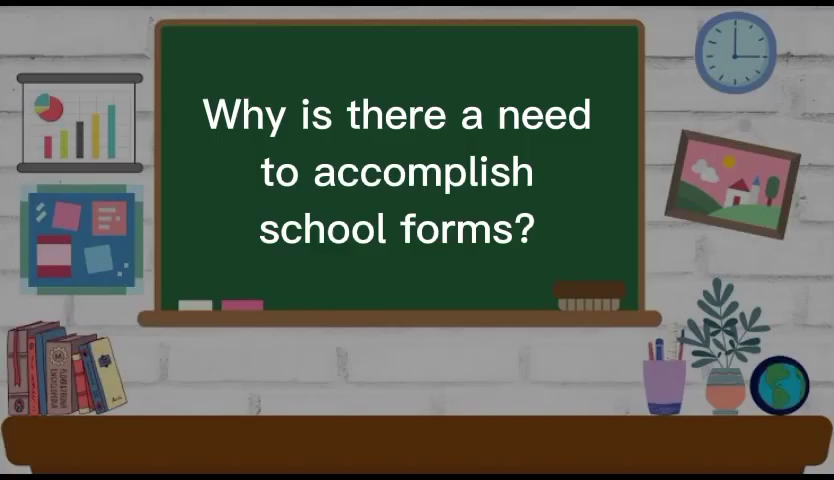 Why is there a need
to accomplish
school forms?